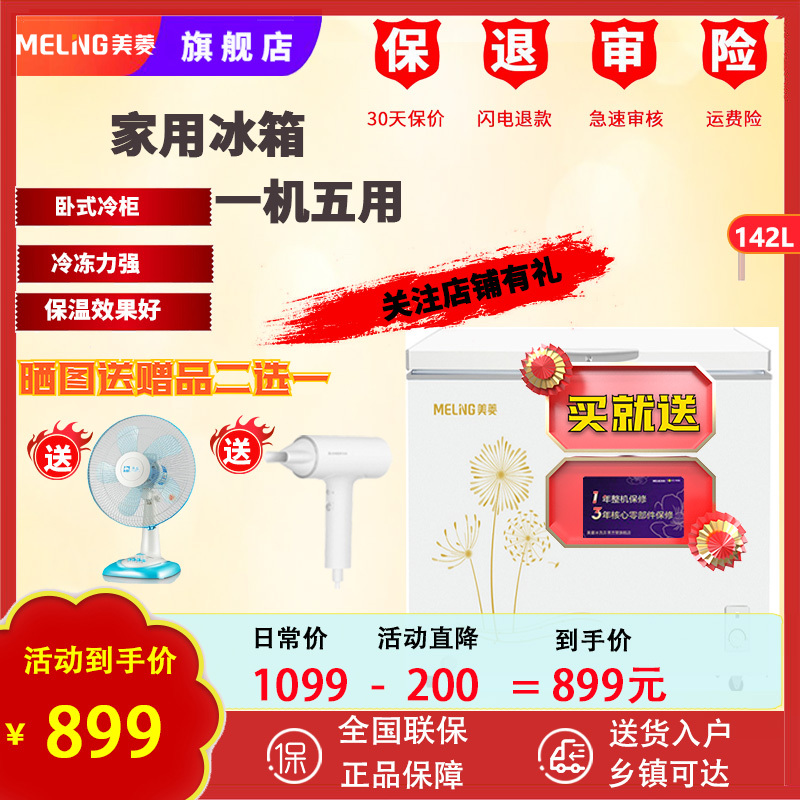 MELING美菱 旗舰店
保 退 审 险
30天保价 闪电退款 急速审核 运费险
家用冰箱
一机五用
卧式冷柜
冷冻力强
保温效果好
142L
关注店铺有礼
晒图送赠品二选一
送 送
MELING美菱
买就送
1年整机保修
3年核心零部件保修
日常价 活动直降 到手价
1099 - 200 = 899元
活动到手价
¥ 899
保
全国联保
正品保障
送货入户
乡镇可达